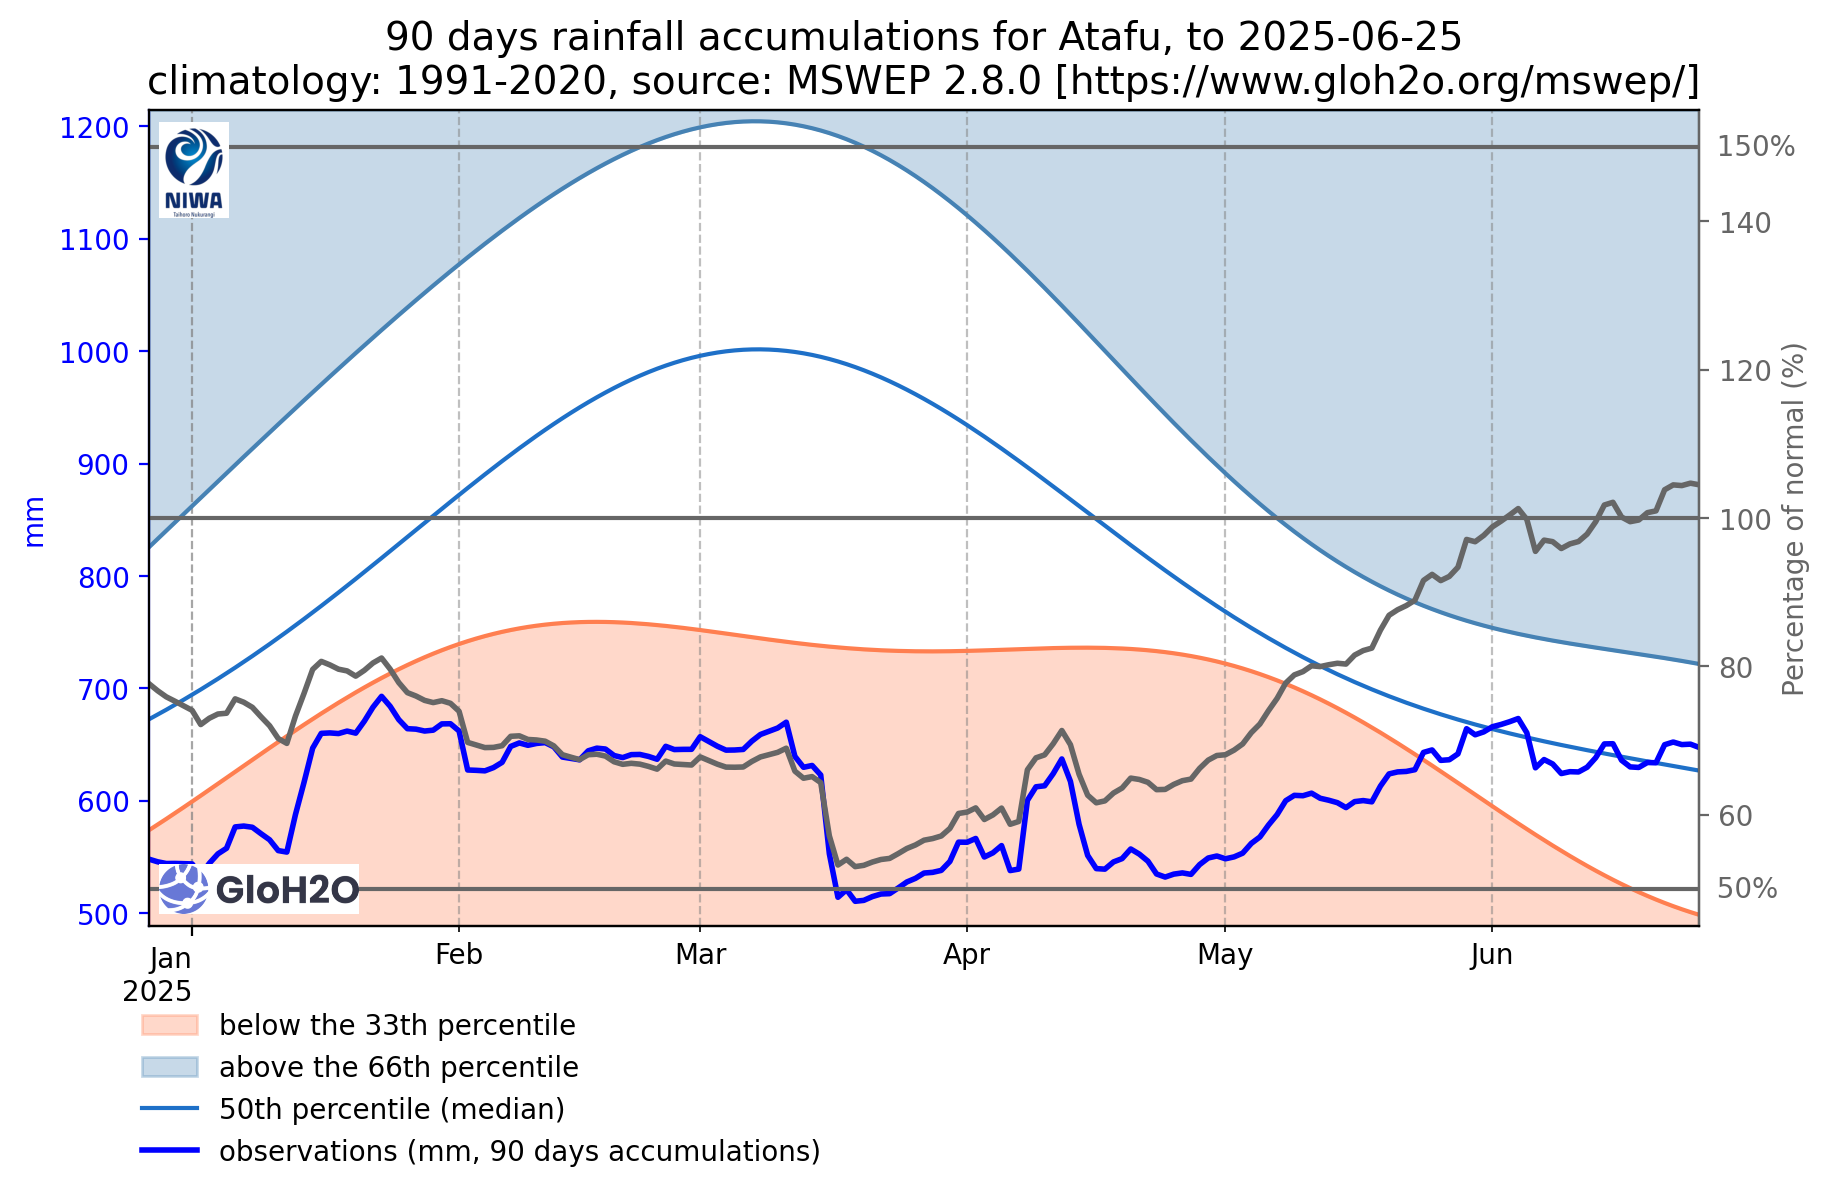 90 days rainfall accumulations for Atafu, to 2025-06-25
climatology: 1991-2020, source: MSWEP 2.8.0 [https://www.gloh2o.org/mswep/]
1200
1100
1000
900
800
700
600
500
mm
NIWA
Taihoro Nukurangi
GloH2O
150%
140
120
100
80
60
50%
Percentage of normal (%)
Jan
2025
Feb
Mar
Apr
May
Jun
below the 33th percentile
above the 66th percentile
50th percentile (median)
observations (mm, 90 days accumulations)